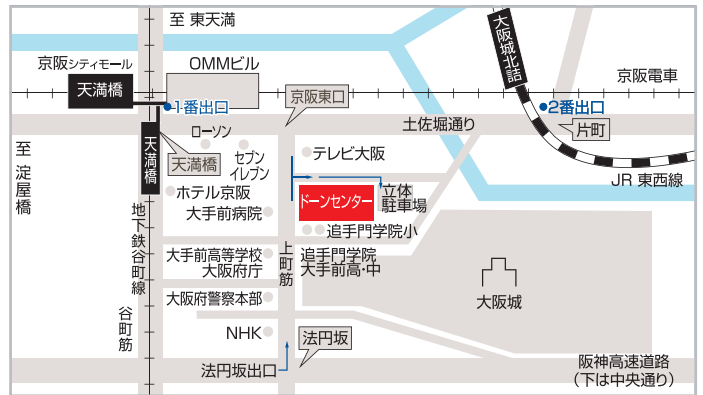 至 東天満
大阪城北詰
京阪シティモール
OMMビル
京阪電車
天満橋
京阪東口
1番出口
2番出口
土佐堀通り
片町
ローソン
至 淀屋橋
天満橋
天満橋
セブン
イレブン
テレビ大阪
JR 東西線
ホテル京阪
ドーンセンター
立体
駐車場
大手前病院
追手門学院小
地下鉄谷町線
上町筋
大手前高等学校
大阪府庁
追手門学院
大手前高・中
大阪府警察本部
大阪城
谷町筋
NHK
法円坂
法円坂出口
阪神高速道路
（下は中央通り）